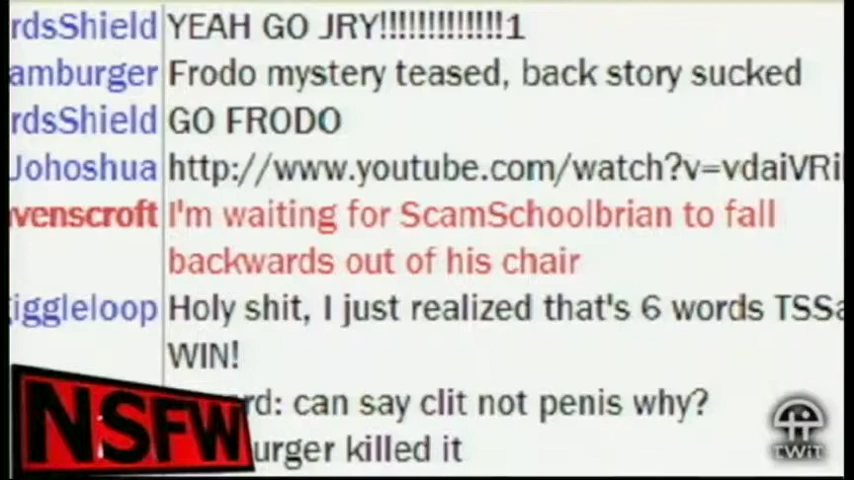 rdsShield YEAH GO JRY!!!!!!!!!!!!!1
amburger Frodo mystery teased, back story sucked
rdsShield GO FRODO
Johoshua http://www.youtube.com/watch?v=vdaiVRi
venscroft I'm waiting for ScamSchoolbrian to fall
backwards out of his chair
iggleloop Holy shit, I just realized that's 6 words TSSa
WIN!
rd: can say clit not penis why?
burger killed it
NSFW
TWiT